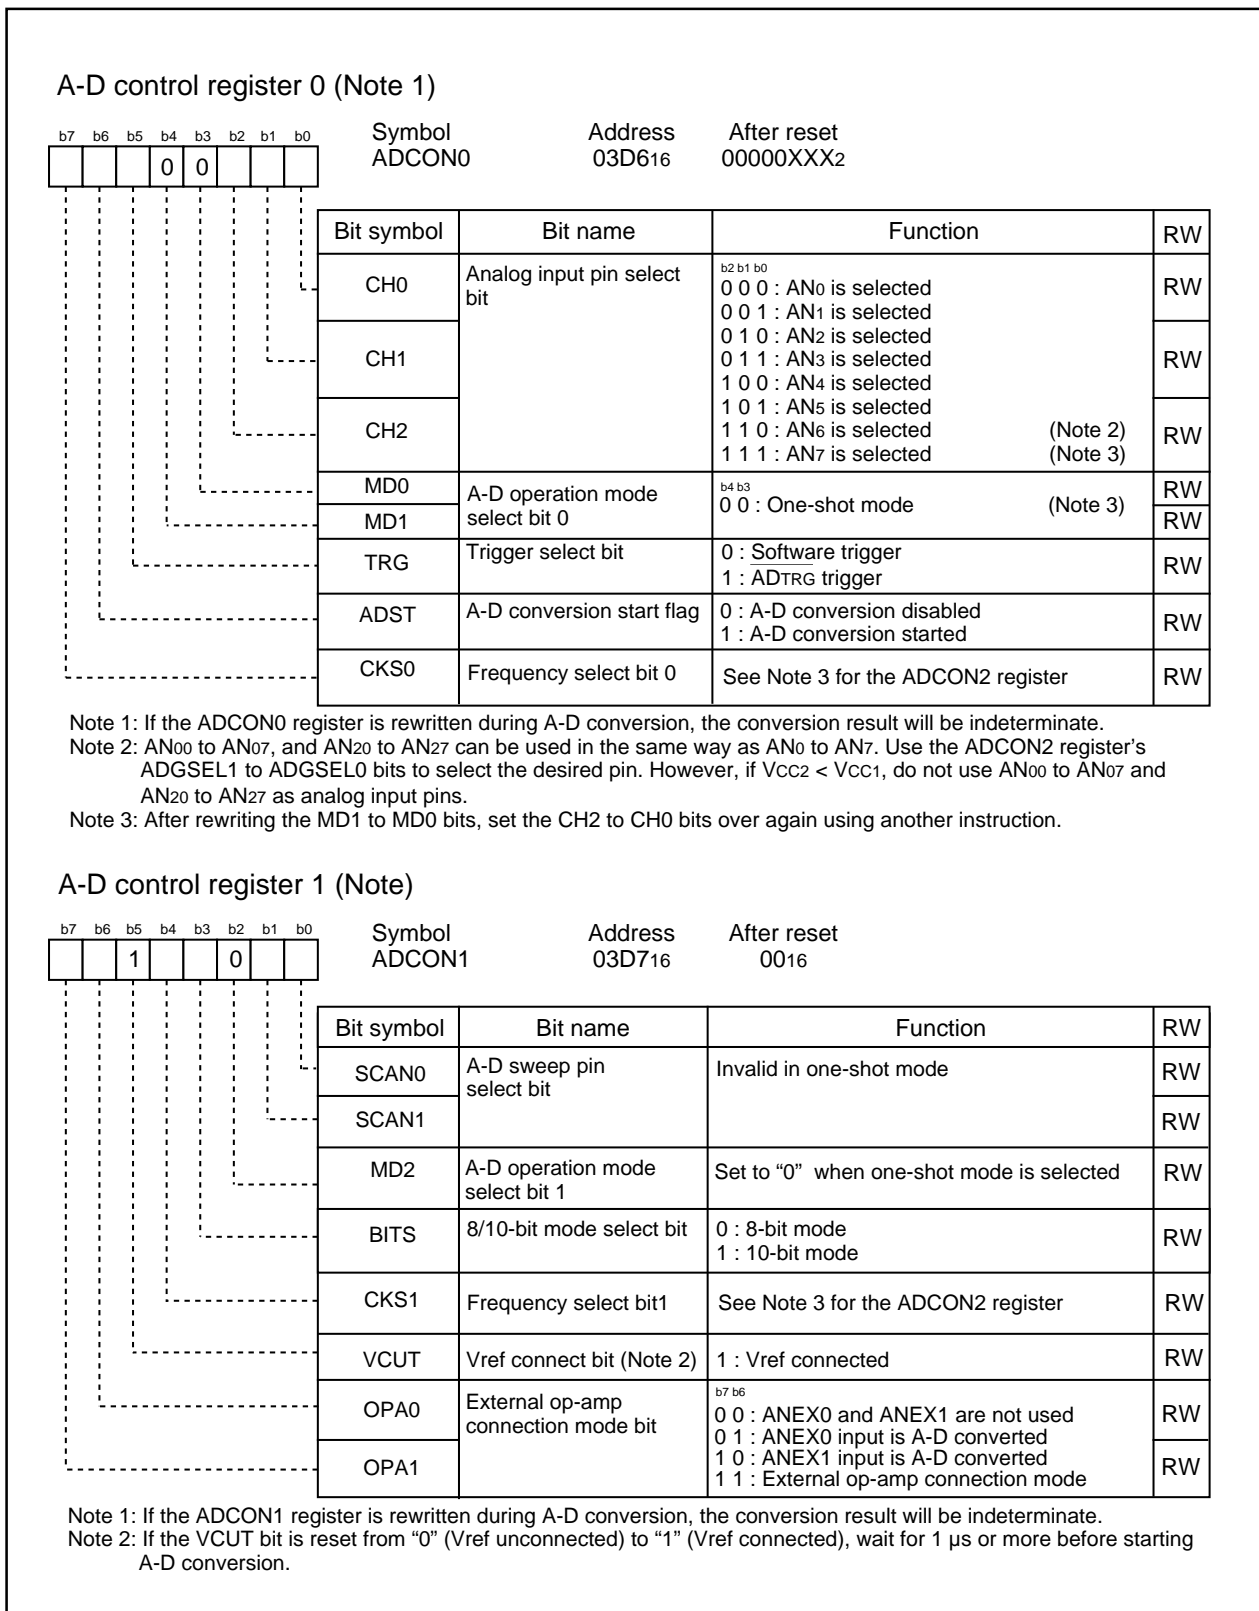 A-D control register 0 (Note 1)
b7 b6 b5 b4 b3 b2 b1 b0
0 0
Symbol Address After reset
ADCON0 03D616 00000XXX2
Bit symbol Bit name Function RW
CH0 Analog input pin select bit RW
b2 b1 b0
0 0 0 : AN0 is selected
0 0 1 : AN1 is selected
0 1 0 : AN2 is selected
CH1 0 1 1 : AN3 is selected RW
1 0 0 : AN4 is selected
1 0 1 : AN5 is selected
CH2 1 1 0 : AN6 is selected (Note 2) RW
1 1 1 : AN7 is selected (Note 3)
MD0 A-D operation mode RW
b4 b3
0 0 : One-shot mode (Note 3)
MD1 select bit 0 RW
TRG Trigger select bit 0 : Software trigger RW
1 : ADTRG trigger
ADST A-D conversion start flag 0 : A-D conversion disabled RW
1 : A-D conversion started
CKS0 Frequency select bit 0 See Note 3 for the ADCON2 register RW
Note 1: If the ADCON0 register is rewritten during A-D conversion, the conversion result will be indeterminate.
Note 2: AN00 to AN07, and AN20 to AN27 can be used in the same way as AN0 to AN7. Use the ADCON2 register's
ADGSEL1 to ADGSEL0 bits to select the desired pin. However, if VCC2 < VCC1, do not use AN00 to AN07 and
AN20 to AN27 as analog input pins.
Note 3: After rewriting the MD1 to MD0 bits, set the CH2 to CH0 bits over again using another instruction.
A-D control register 1 (Note)
b7 b6 b5 b4 b3 b2 b1 b0
1 0
Symbol Address After reset
ADCON1 03D716 0016
Bit symbol Bit name Function RW
SCAN0 A-D sweep pin Invalid in one-shot mode RW
select bit
SCAN1 RW
MD2 A-D operation mode Set to “0” when one-shot mode is selected RW
select bit 1
BITS 8/10-bit mode select bit 0 : 8-bit mode RW
1 : 10-bit mode
CKS1 Frequency select bit1 See Note 3 for the ADCON2 register RW
VCUT Vref connect bit (Note 2) 1 : Vref connected RW
OPA0 External op-amp RW
connection mode bit
b7 b6
0 0 : ANEX0 and ANEX1 are not used
0 1 : ANEX0 input is A-D converted
1 0 : ANEX1 input is A-D converted
OPA1 1 1 : External op-amp connection mode RW
Note 1: If the ADCON1 register is rewritten during A-D conversion, the conversion result will be indeterminate.
Note 2: If the VCUT bit is reset from “0” (Vref unconnected) to “1” (Vref connected), wait for 1 µs or more before starting
A-D conversion.